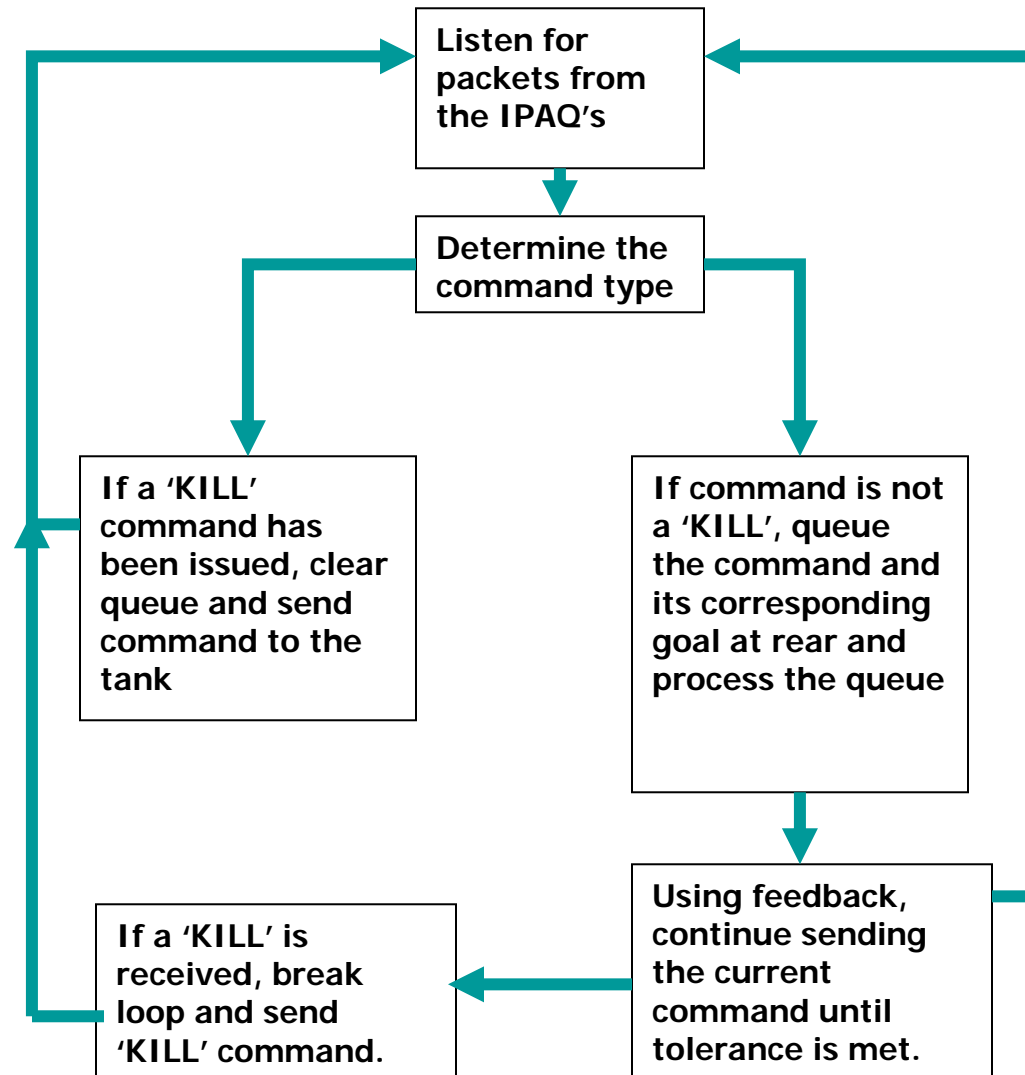 Listen for
packets from
the IPAQ’s
Determine the
command type
If a ‘KILL’
command has
been issued, clear
queue and send
command to the
tank
If command is not
a ‘KILL’, queue
the command and
its corresponding
goal at rear and
process the queue
Using feedback,
continue sending
the current
command until
tolerance is met.
If a ‘KILL’ is
received, break
loop and send
‘KILL’ command.